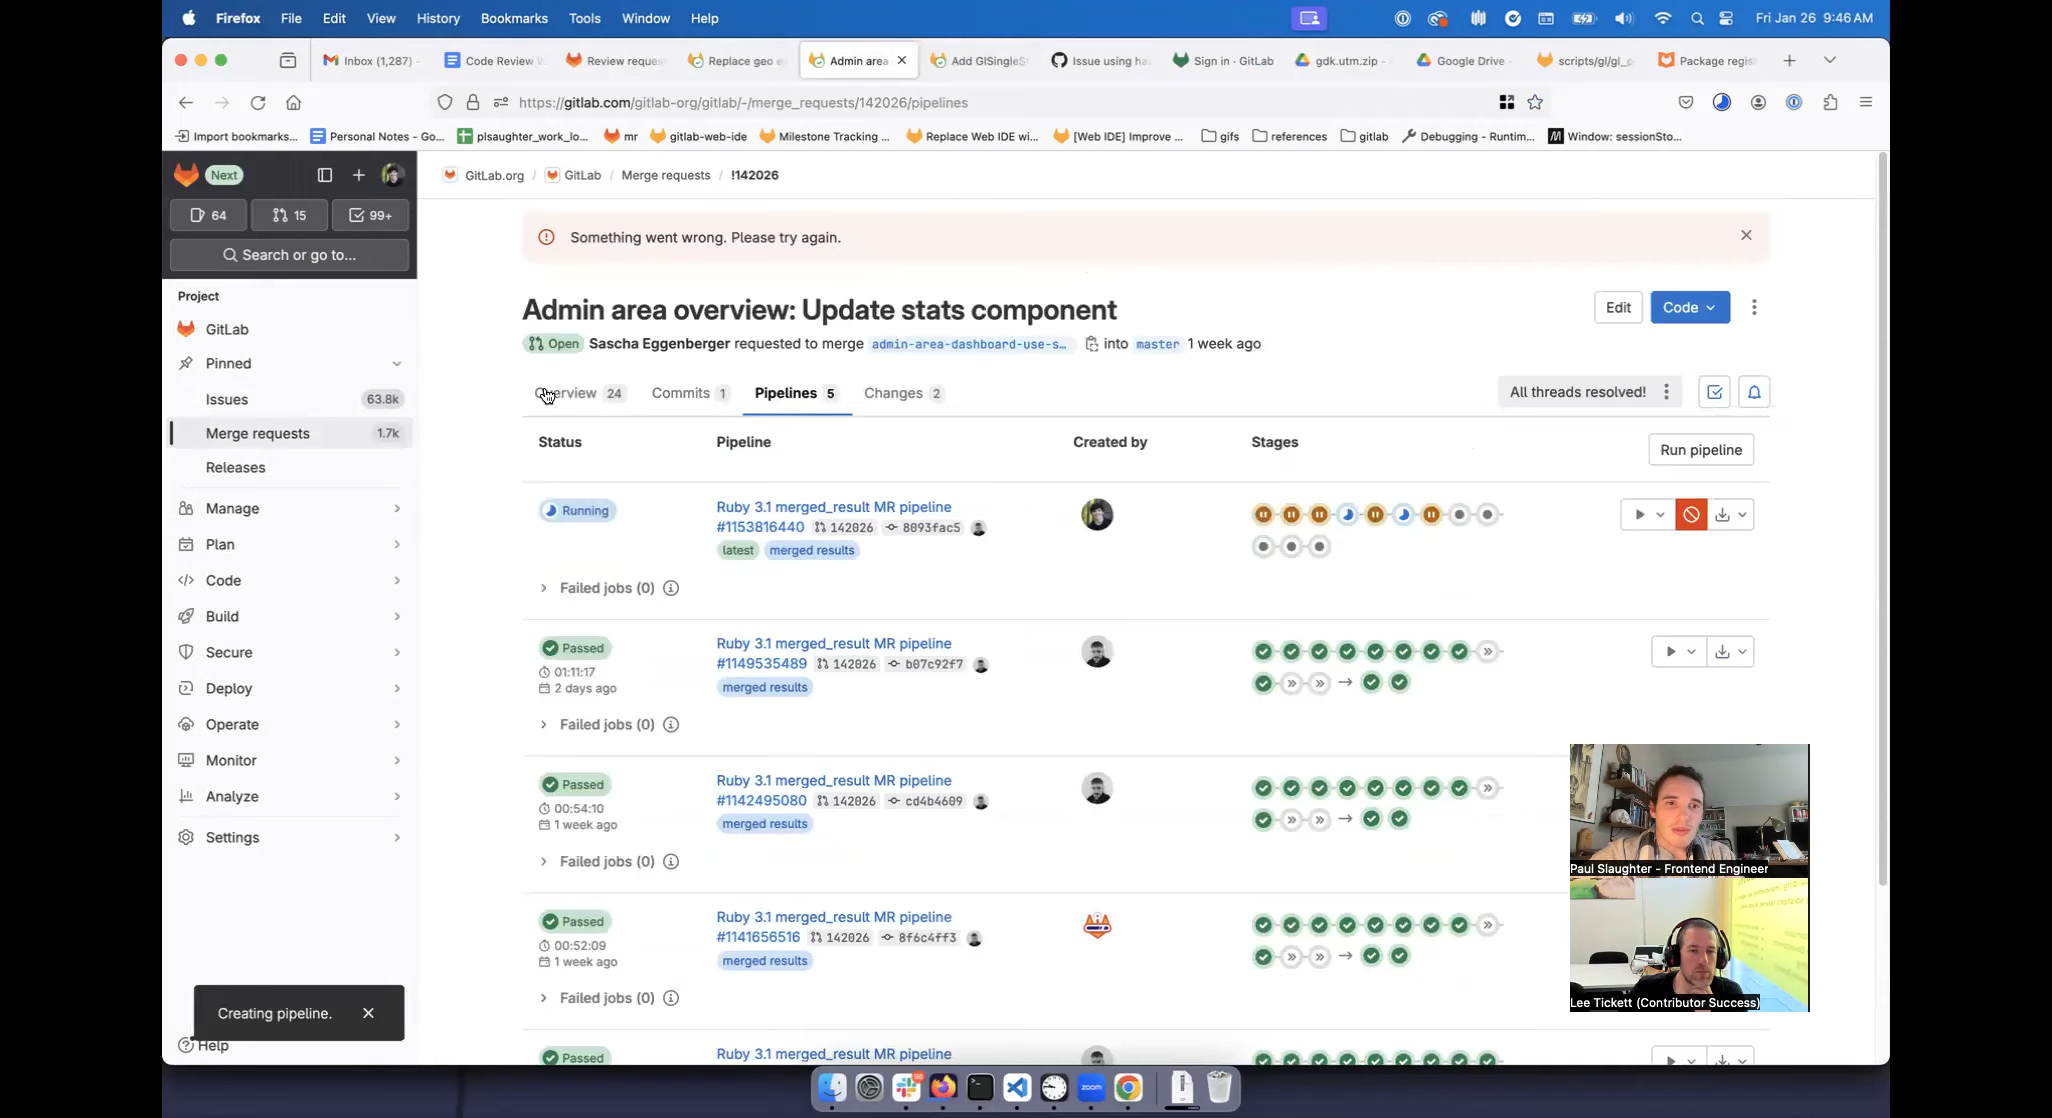 Firefox File Edit View History Bookmarks Tools Window Help
Fri Jan 26 9:46 AM
Inbox (1,287) -
Code Review
Review reques
Replace geo e
Admin area
Add GlSingleS
Issue using ha
Sign in · GitLab
gdk.utm.zip -
Google Drive -
scripts/gl/gl_p
Package regis
https://gitlab.com/gitlab-org/gitlab/-/merge_requests/142026/pipelines
Import bookmarks...
Personal Notes - Go...
plsaughter_work_lo...
mr
gitlab-web-ide
Milestone Tracking ...
Replace Web IDE wi...
[Web IDE] Improve ...
gifs
references
gitlab
Debugging - Runtim...
Window: sessionSto...
Next
64
15
99+
Search or go to...
Project
GitLab
Pinned
Issues 63.8k
Merge requests 1.7k
Releases
Manage
Plan
Code
Build
Secure
Deploy
Operate
Monitor
Analyze
Settings
Creating pipeline.
Help
GitLab.org / GitLab / Merge requests / !142026
Something went wrong. Please try again.
Admin area overview: Update stats component
Edit
Code
Open Sascha Eggenberger requested to merge admin-area-dashboard-use-s… into master 1 week ago
Overview 24
Commits 1
Pipelines 5
Changes 2
All threads resolved!
Status Pipeline Created by Stages
Run pipeline
Running
Ruby 3.1 merged_result MR pipeline
#1153816440 142026 8093fac5
latest merged results
Failed jobs (0)
Passed
Ruby 3.1 merged_result MR pipeline
01:11:17
#1149535489 142026 b07c92f7
2 days ago
merged results
Failed jobs (0)
Passed
Ruby 3.1 merged_result MR pipeline
00:54:10
#1142495080 142026 cd4b4609
1 week ago
merged results
Failed jobs (0)
Passed
Ruby 3.1 merged_result MR pipeline
00:52:09
#1141656516 142026 8f6c4ff3
1 week ago
merged results
Failed jobs (0)
Passed
Ruby 3.1 merged_result MR pipeline
Paul Slaughter - Frontend Engineer
Lee Tickett (Contributor Success)
zoom